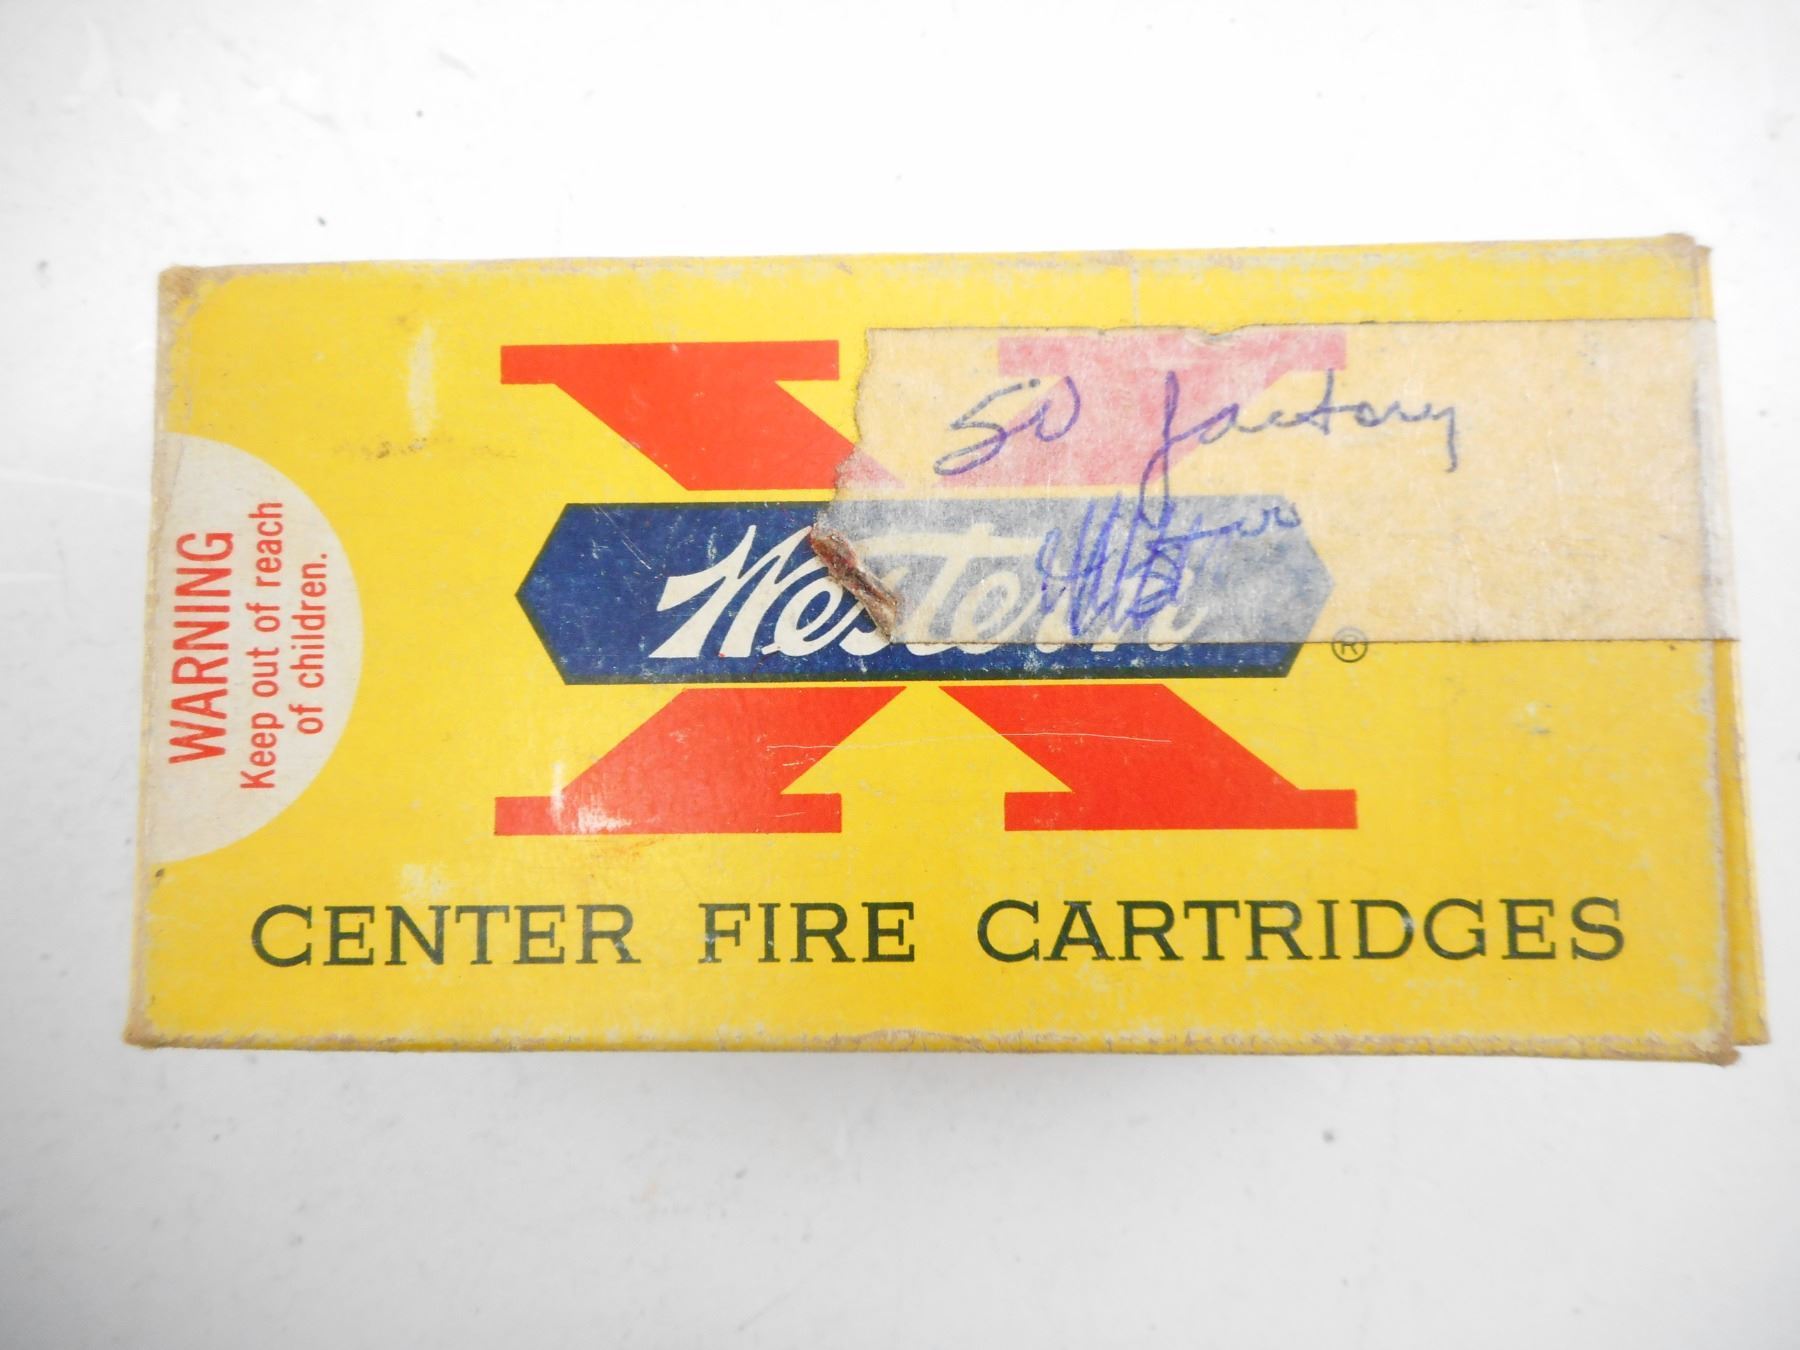 WARNING
Keep out of reach
of children.
X
50 factory
Western ®
CENTER FIRE CARTRIDGES